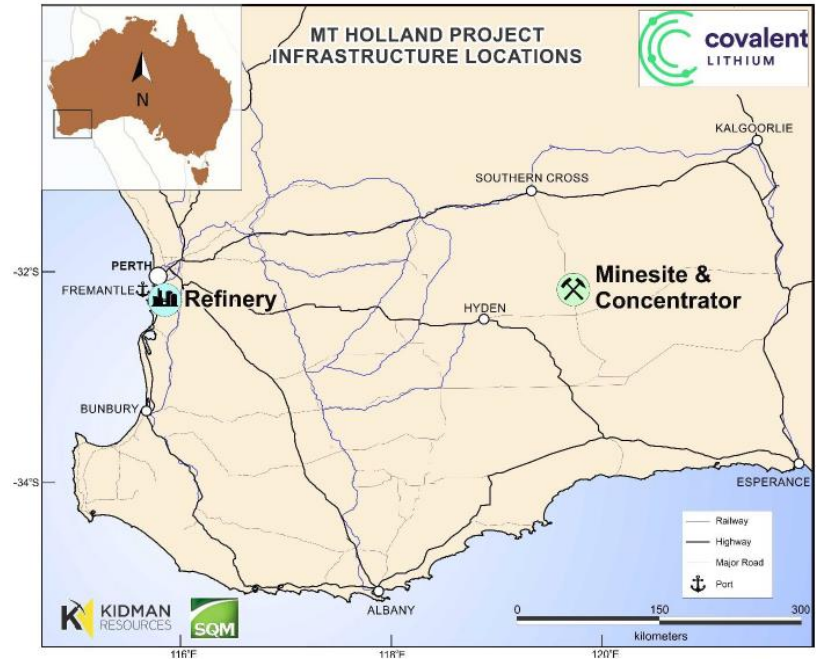 MT HOLLAND PROJECT
INFRASTRUCTURE LOCATIONS
covalent
LITHIUM
N
KALGOORLIE
SOUTHERN CROSS
-32°S
PERTH
FREMANTLE
Refinery
Minesite &
Concentrator
HYDEN
BUNBURY
-34°S
ESPERANCE
Railway
Highway
Major Road
Port
KIDMAN
RESOURCES
SQM
ALBANY
0 150 300
kilometers
116°E 118°E 120°E